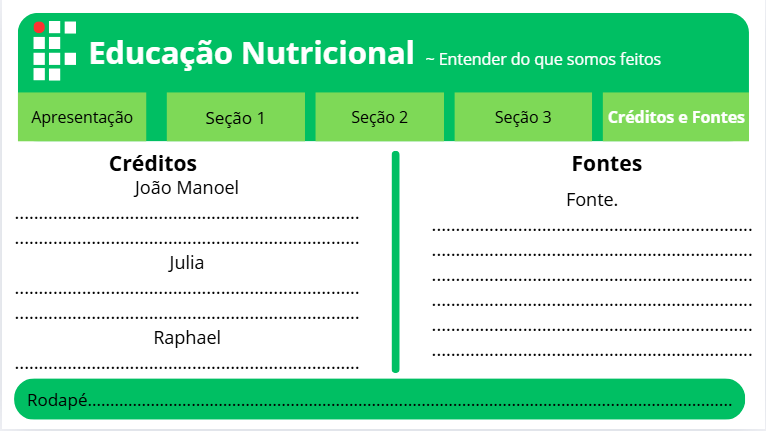 Educação Nutricional ~ Entender do que somos feitos
Apresentação Seção 1 Seção 2 Seção 3 Créditos e Fontes
Créditos
João Manoel
........................................................................
........................................................................
Julia
........................................................................
........................................................................
Raphael
........................................................................
Fontes
Fonte.
...................................................................
...................................................................
...................................................................
...................................................................
...................................................................
...................................................................
Rodapé.......................................................................................................................................